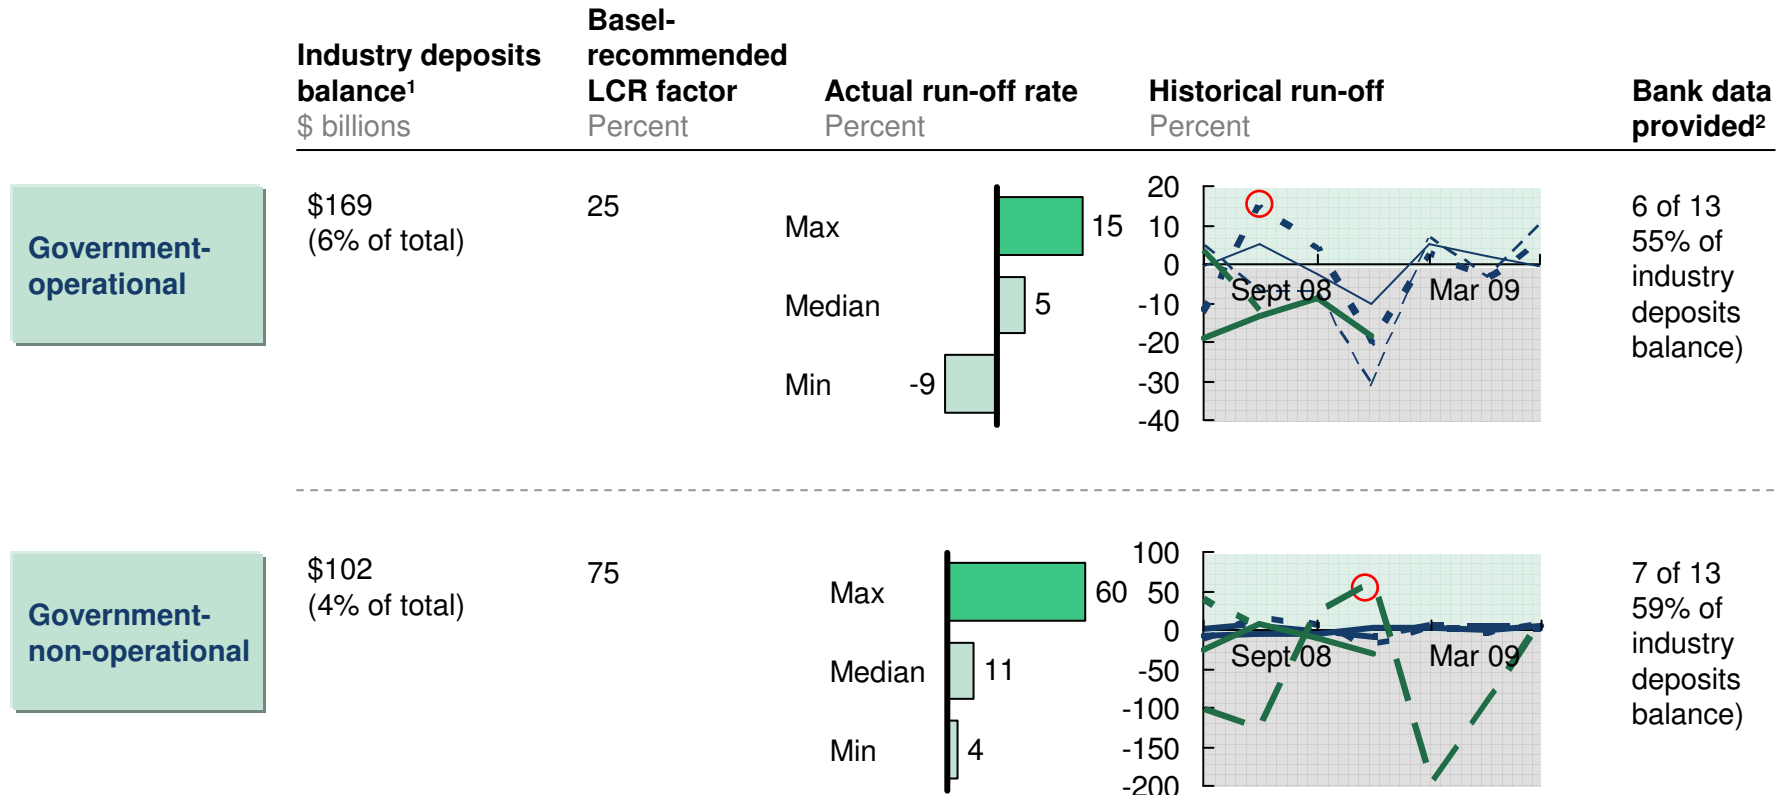 Industry deposits
balance¹
$ billions
Basel-
recommended
LCR factor
Percent
Actual run-off rate
Percent
Historical run-off
Percent
Bank data
provided²
Government-
operational
$169
(6% of total)
25
Max
15
Median
5
Min
-9
20
10
0
-10
-20
-30
-40
Sept 08
Mar 09
6 of 13
55% of
industry
deposits
balance)
Government-
non-operational
$102
(4% of total)
75
Max
60
Median
11
Min
4
100
50
0
-50
-100
-150
-200
Sept 08
Mar 09
7 of 13
59% of
industry
deposits
balance)